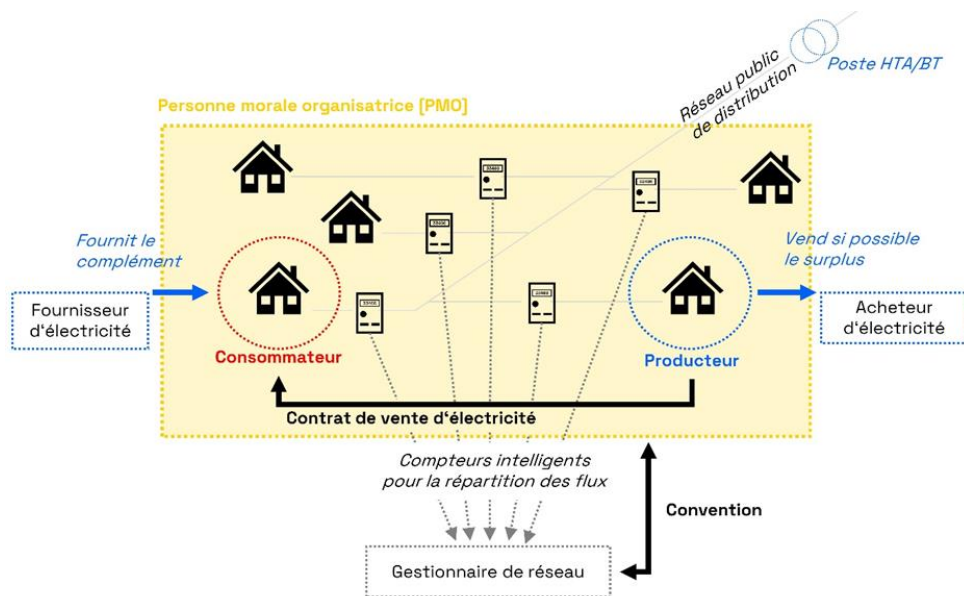 Poste HTA/BT
Réseau public
de distribution
Personne morale organisatrice [PMO]
Fournit le
complément
Vend si possible
le surplus
Fournisseur
d'électricité
Acheteur
d'électricité
Consommateur
Producteur
Contrat de vente d'électricité
Compteurs intelligents
pour la répartition des flux
Convention
Gestionnaire de réseau